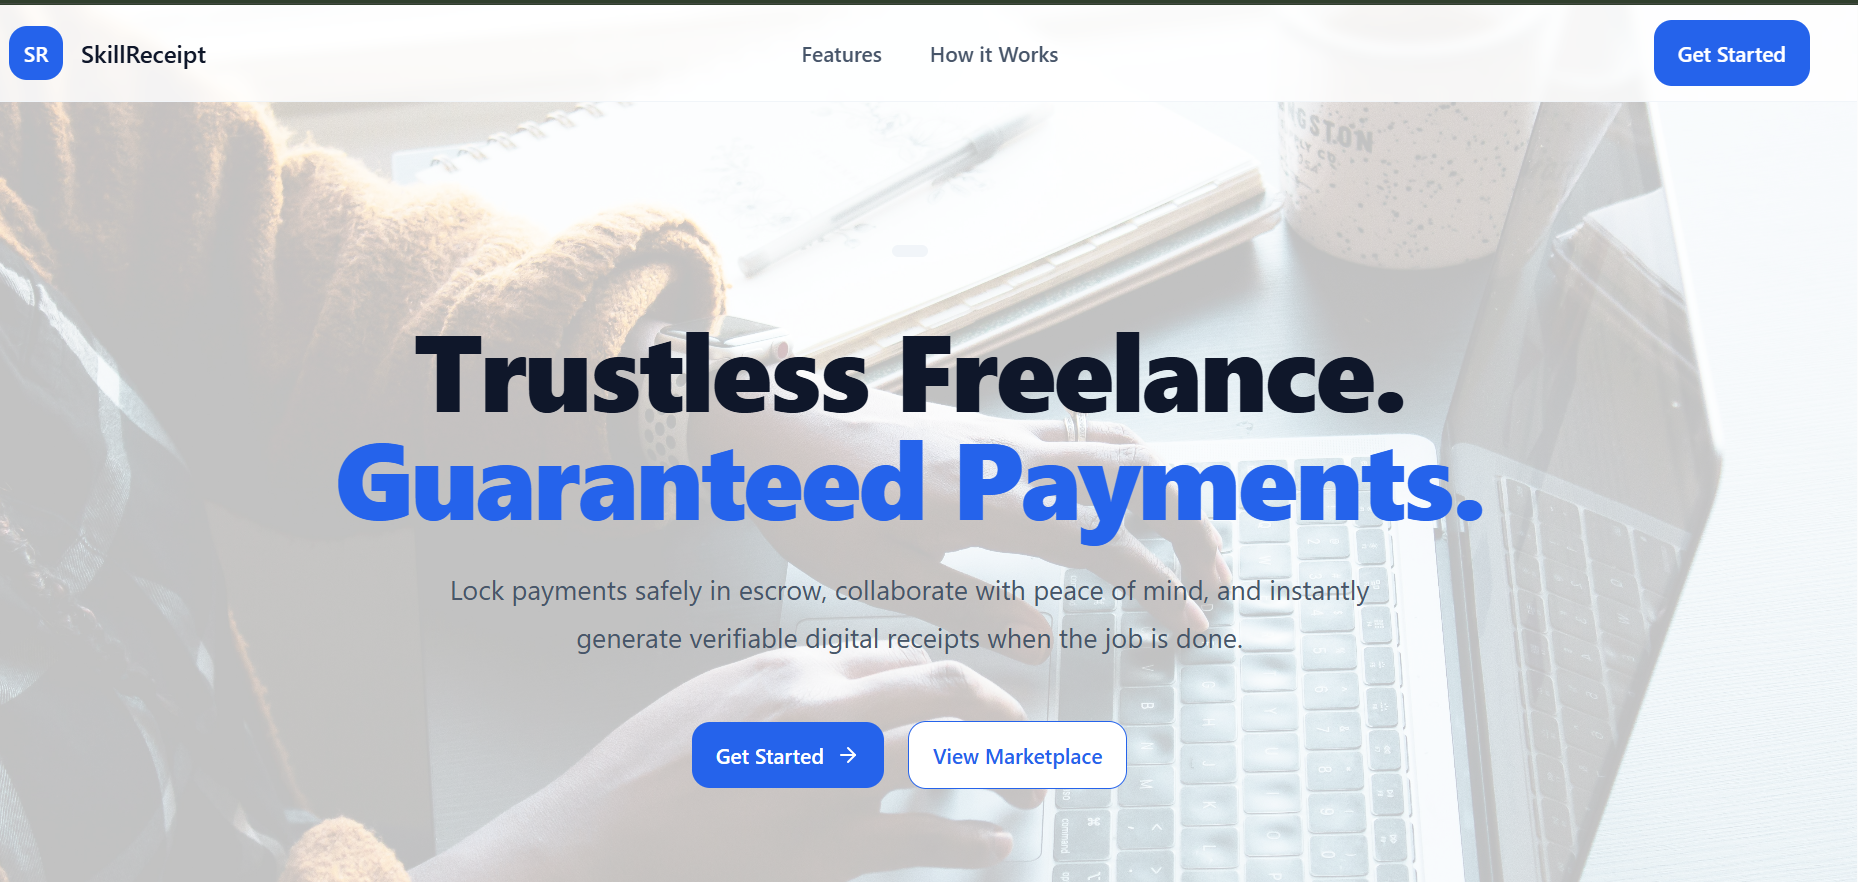 SR SkillReceipt Features How it Works Get Started
Trustless Freelance.
Guaranteed Payments.
Lock payments safely in escrow, collaborate with peace of mind, and instantly
generate verifiable digital receipts when the job is done.
Get Started → View Marketplace